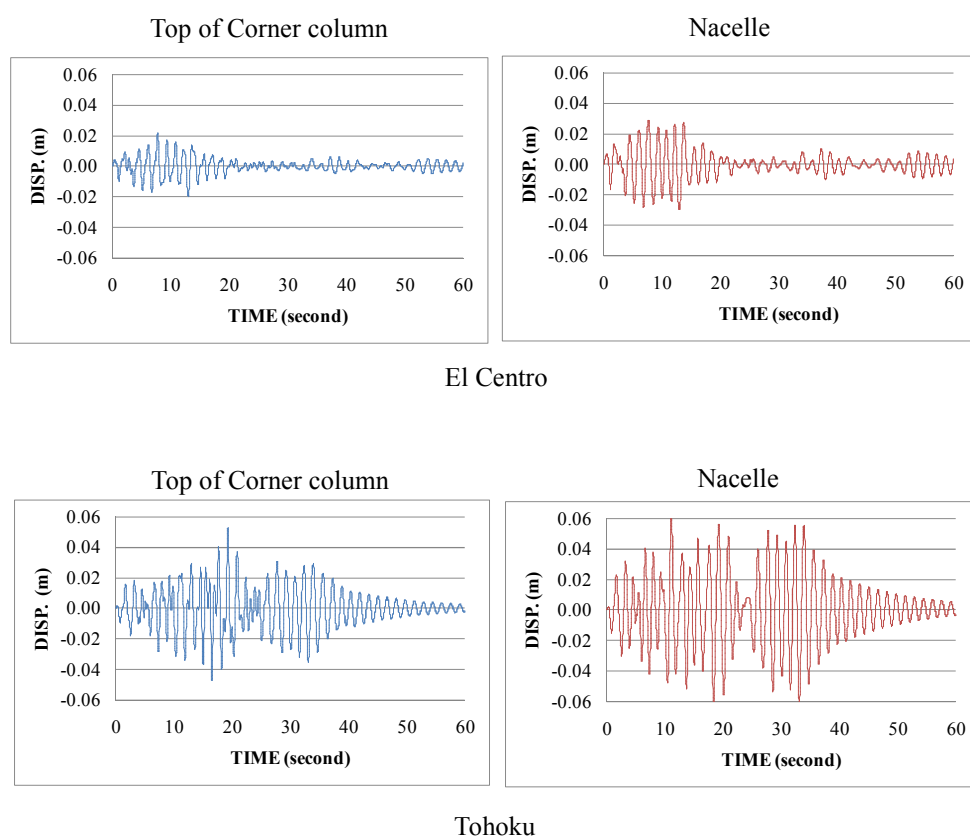 Top of Corner column
Nacelle
0.06
0.04
0.02
0.00
-0.02
-0.04
-0.06
DISP. (m)
0 10 20 30 40 50 60
TIME (second)
0.06
0.04
0.02
0.00
-0.02
-0.04
-0.06
DISP. (m)
0 10 20 30 40 50 60
TIME (second)
El Centro
Top of Corner column
Nacelle
0.06
0.04
0.02
0.00
-0.02
-0.04
-0.06
DISP. (m)
0 10 20 30 40 50 60
TIME (second)
0.06
0.04
0.02
0.00
-0.02
-0.04
-0.06
DISP. (m)
0 10 20 30 40 50 60
TIME (second)
Tohoku